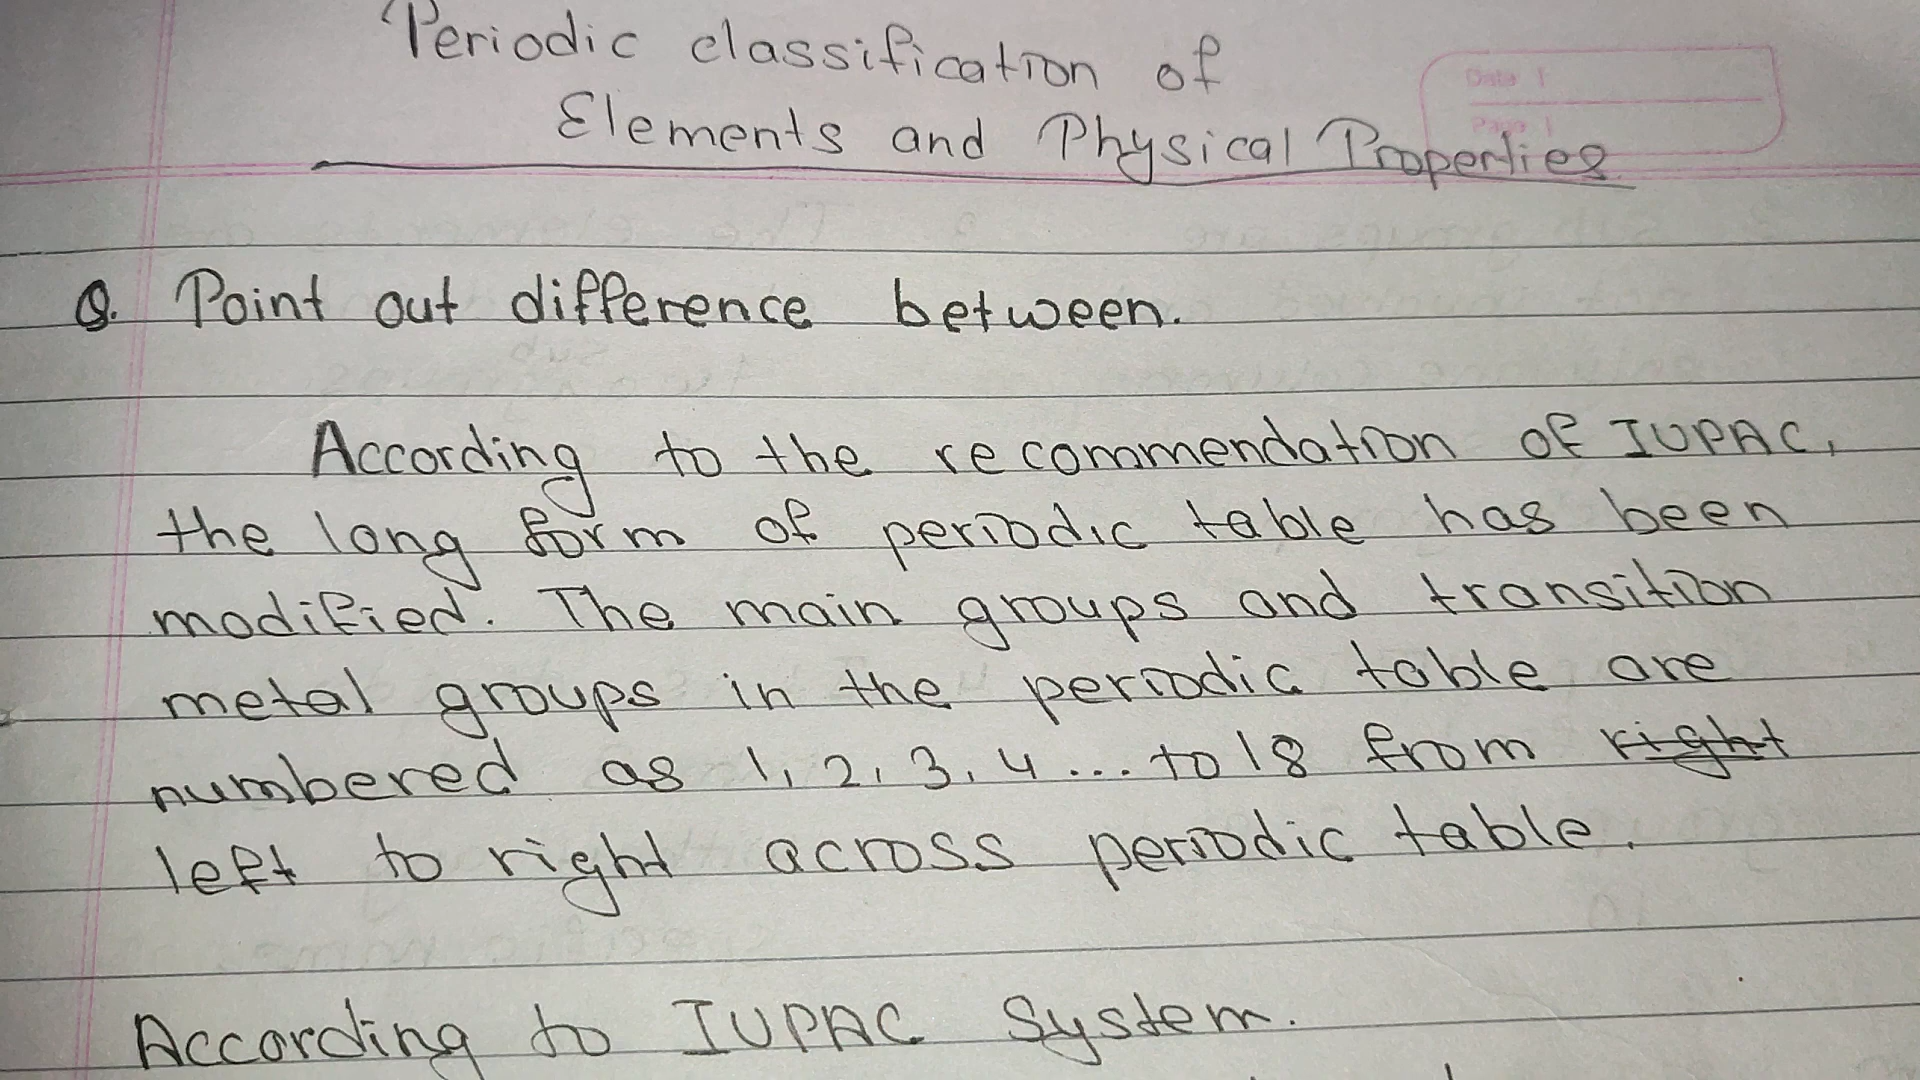 Periodic classification of
Date
Elements and Physical Properties
Page
Q. Point out difference between.
According to the recommendation of IUPAC,
the long form of periodic table has been
modified. The main groups and transition
metal groups in the periodic table are
numbered as 1, 2, 3, 4 ... to 18 from right
left to right across periodic table.
According to IUPAC System.